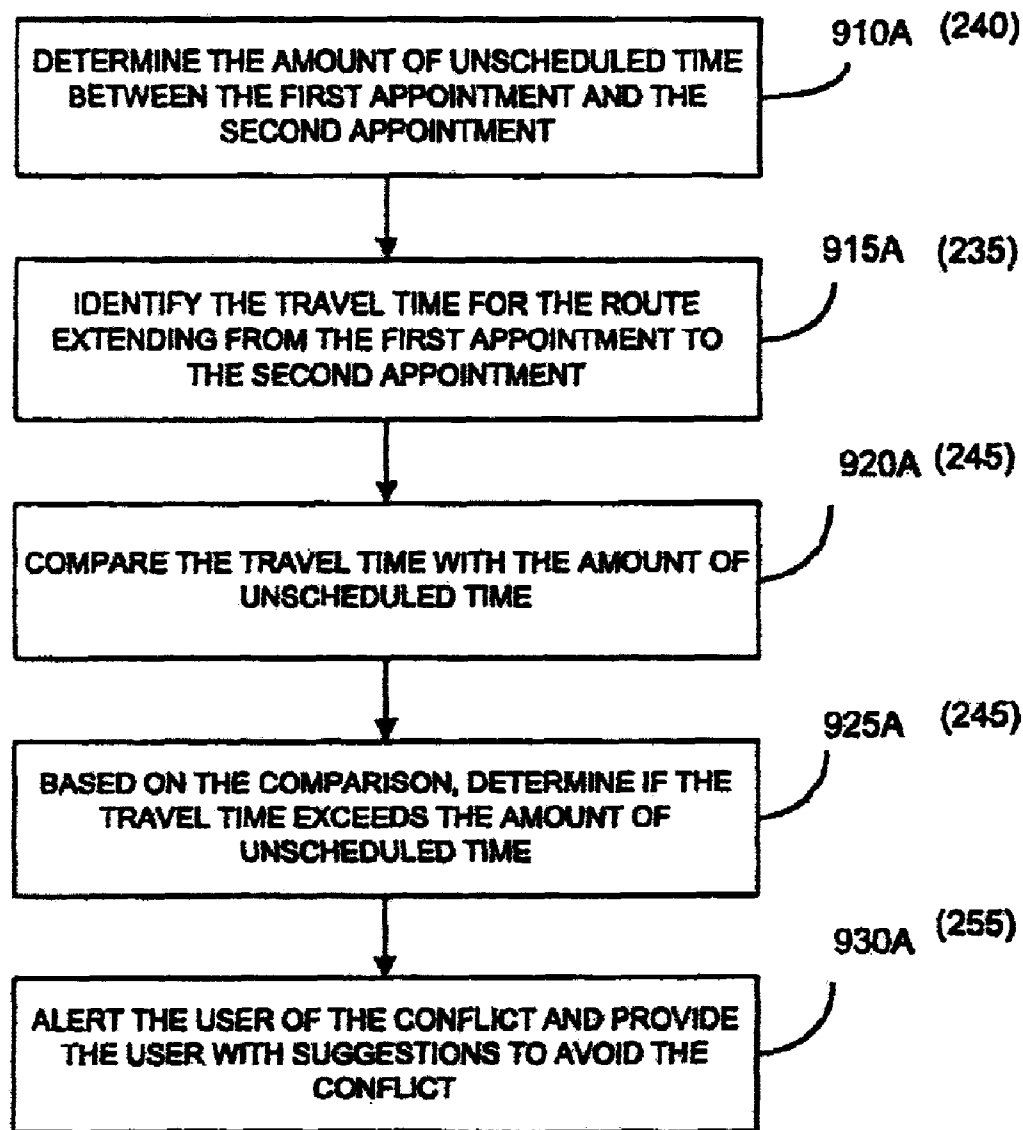 910A (240)
DETERMINE THE AMOUNT OF UNSCHEDULED TIME
BETWEEN THE FIRST APPOINTMENT AND THE
SECOND APPOINTMENT
915A (235)
IDENTIFY THE TRAVEL TIME FOR THE ROUTE
EXTENDING FROM THE FIRST APPOINTMENT TO
THE SECOND APPOINTMENT
920A (245)
COMPARE THE TRAVEL TIME WITH THE AMOUNT OF
UNSCHEDULED TIME
925A (245)
BASED ON THE COMPARISON, DETERMINE IF THE
TRAVEL TIME EXCEEDS THE AMOUNT OF
UNSCHEDULED TIME
930A (255)
ALERT THE USER OF THE CONFLICT AND PROVIDE
THE USER WITH SUGGESTIONS TO AVOID THE
CONFLICT